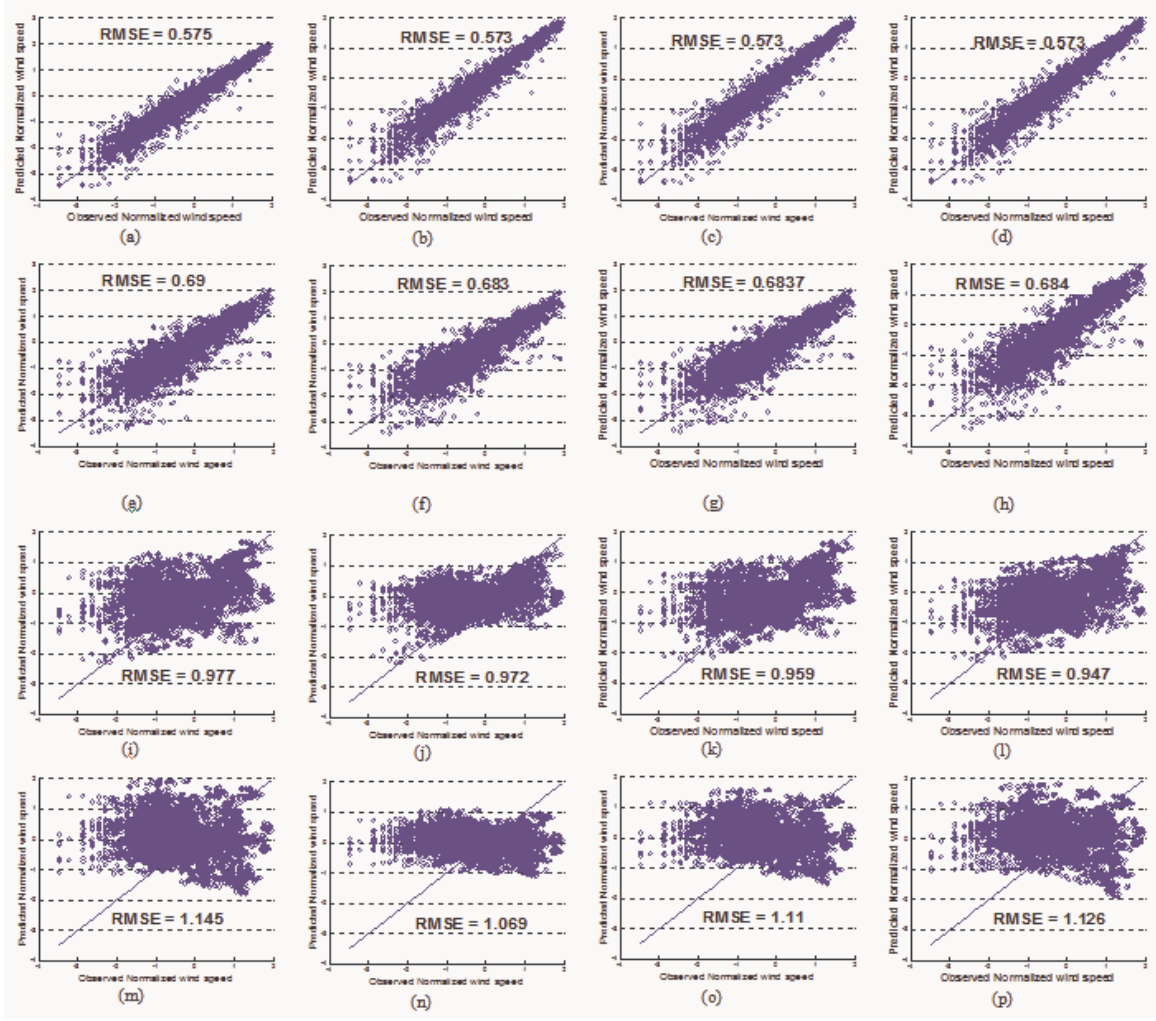 RMSE = 0.575
Predicted Normalized wind speed
Observed Normalized wind speed
(a)
RMSE = 0.573
Predicted Normalized wind speed
Observed Normalized wind speed
(b)
RMSE = 0.573
Predicted Normalized wind speed
Observed Normalized wind speed
(c)
RMSE = 0.573
Predicted Normalized wind speed
Observed Normalized wind speed
(d)
RMSE = 0.69
Predicted Normalized wind speed
Observed Normalized wind speed
(e)
RMSE = 0.683
Predicted Normalized wind speed
Observed Normalized wind speed
(f)
RMSE = 0.6837
Predicted Normalized wind speed
Observed Normalized wind speed
(g)
RMSE = 0.684
Predicted Normalized wind speed
Observed Normalized wind speed
(h)
RMSE = 0.977
Predicted Normalized wind speed
Observed Normalized wind speed
(i)
RMSE = 0.972
Predicted Normalized wind speed
Observed Normalized wind speed
(j)
RMSE = 0.959
Predicted Normalized wind speed
Observed Normalized wind speed
(k)
RMSE = 0.947
Predicted Normalized wind speed
Observed Normalized wind speed
(l)
RMSE = 1.145
Predicted Normalized wind speed
Observed Normalized wind speed
(m)
RMSE = 1.069
Predicted Normalized wind speed
Observed Normalized wind speed
(n)
RMSE = 1.11
Predicted Normalized wind speed
Observed Normalized wind speed
(o)
RMSE = 1.126
Predicted Normalized wind speed
Observed Normalized wind speed
(p)